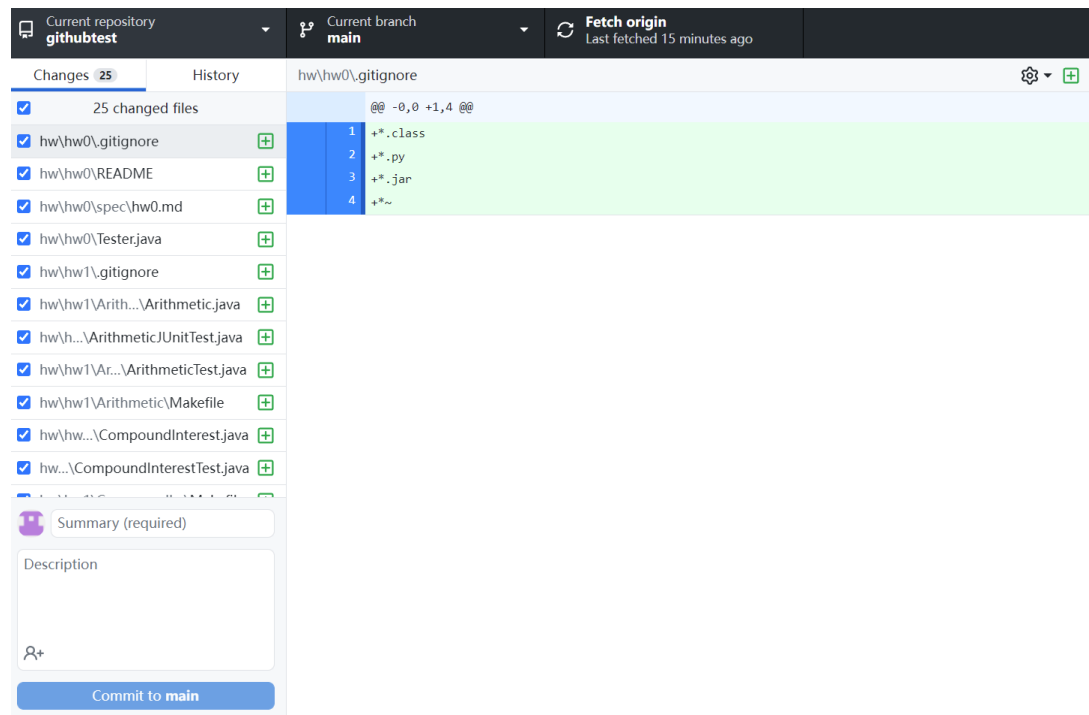 Current repository
githubtest
Current branch
main
Fetch origin
Last fetched 15 minutes ago
Changes 25
History
25 changed files
hw\hw0\.gitignore
hw\hw0\README
hw\hw0\spec\hw0.md
hw\hw0\Tester.java
hw\hw1\.gitignore
hw\hw1\Arith...\Arithmetic.java
hw\h...\ArithmeticJUnitTest.java
hw\hw1\Ar...\ArithmeticTest.java
hw\hw1\Arithmetic\Makefile
hw\hw...\CompoundInterest.java
hw...\CompoundInterestTest.java
Summary (required)
Description
Commit to main
hw\hw0\.gitignore
@@ -0,0 +1,4 @@
1 +*.class
2 +*.py
3 +*.jar
4 +*~